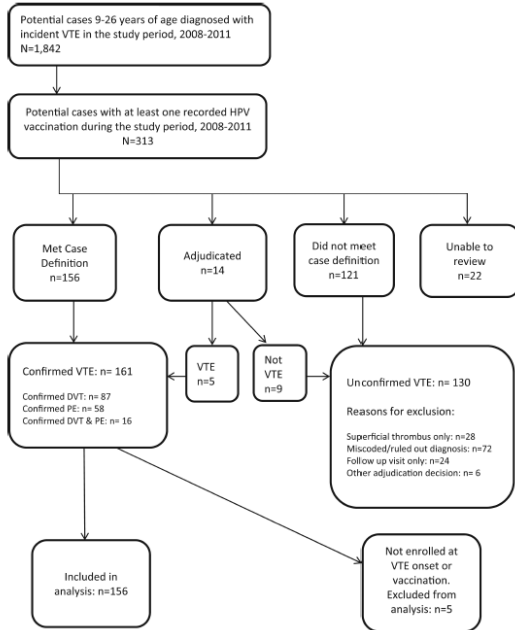 Potential cases 9-26 years of age diagnosed with
incident VTE in the study period, 2008-2011
N=1,842
Potential cases with at least one recorded HPV
vaccination during the study period, 2008-2011
N=313
Met Case
Definition
n=156
Adjudicated
n=14
Did not meet
case definition
n=121
Unable to
review
n=22
Confirmed VTE: n= 161
Confirmed DVT: n= 87
Confirmed PE: n= 58
Confirmed DVT & PE: n= 16
VTE
n=5
Not
VTE
n=9
Unconfirmed VTE: n= 130
Reasons for exclusion:
Superficial thrombus only: n=28
Miscoded/ruled out diagnosis: n=72
Follow up visit only: n=24
Other adjudication decision: n= 6
Included in
analysis: n=156
Not enrolled at
VTE onset or
vaccination.
Excluded from
analysis: n=5